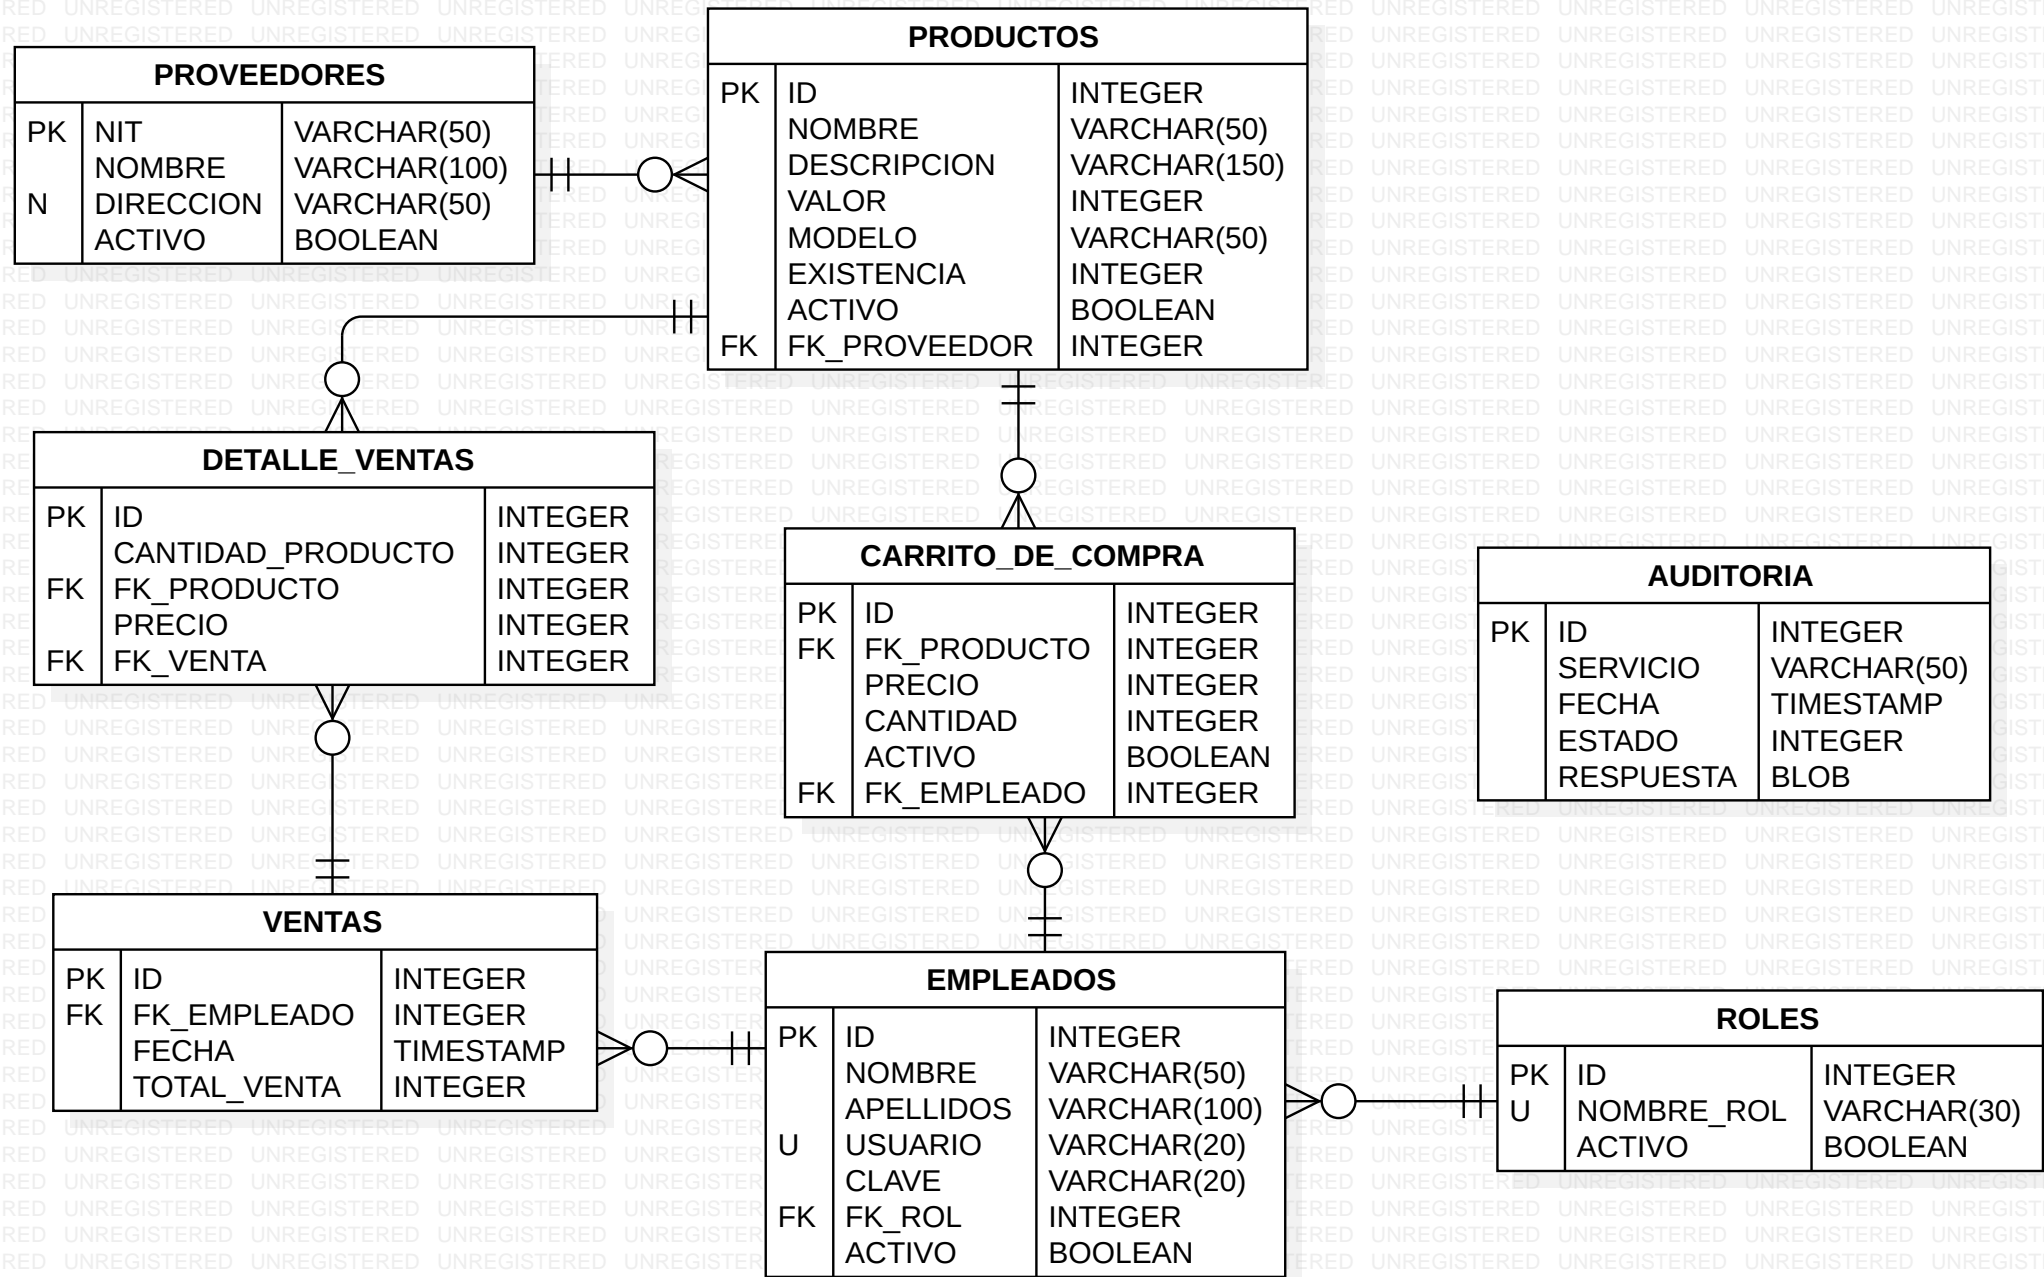 PROVEEDORES
PK NIT VARCHAR(50)
NOMBRE VARCHAR(100)
N DIRECCION VARCHAR(50)
ACTIVO BOOLEAN
PRODUCTOS
PK ID INTEGER
NOMBRE VARCHAR(50)
DESCRIPCION VARCHAR(150)
VALOR INTEGER
MODELO VARCHAR(50)
EXISTENCIA INTEGER
ACTIVO BOOLEAN
FK FK_PROVEEDOR INTEGER
DETALLE_VENTAS
PK ID INTEGER
CANTIDAD_PRODUCTO INTEGER
FK FK_PRODUCTO INTEGER
PRECIO INTEGER
FK FK_VENTA INTEGER
CARRITO_DE_COMPRA
PK ID INTEGER
FK FK_PRODUCTO INTEGER
PRECIO INTEGER
CANTIDAD INTEGER
ACTIVO BOOLEAN
FK FK_EMPLEADO INTEGER
AUDITORIA
PK ID INTEGER
SERVICIO VARCHAR(50)
FECHA TIMESTAMP
ESTADO INTEGER
RESPUESTA BLOB
VENTAS
PK ID INTEGER
FK FK_EMPLEADO INTEGER
FECHA TIMESTAMP
TOTAL_VENTA INTEGER
EMPLEADOS
PK ID INTEGER
NOMBRE VARCHAR(50)
APELLIDOS VARCHAR(100)
U USUARIO VARCHAR(20)
CLAVE VARCHAR(20)
FK FK_ROL INTEGER
ACTIVO BOOLEAN
ROLES
PK ID INTEGER
U NOMBRE_ROL VARCHAR(30)
ACTIVO BOOLEAN
UNREGISTERED